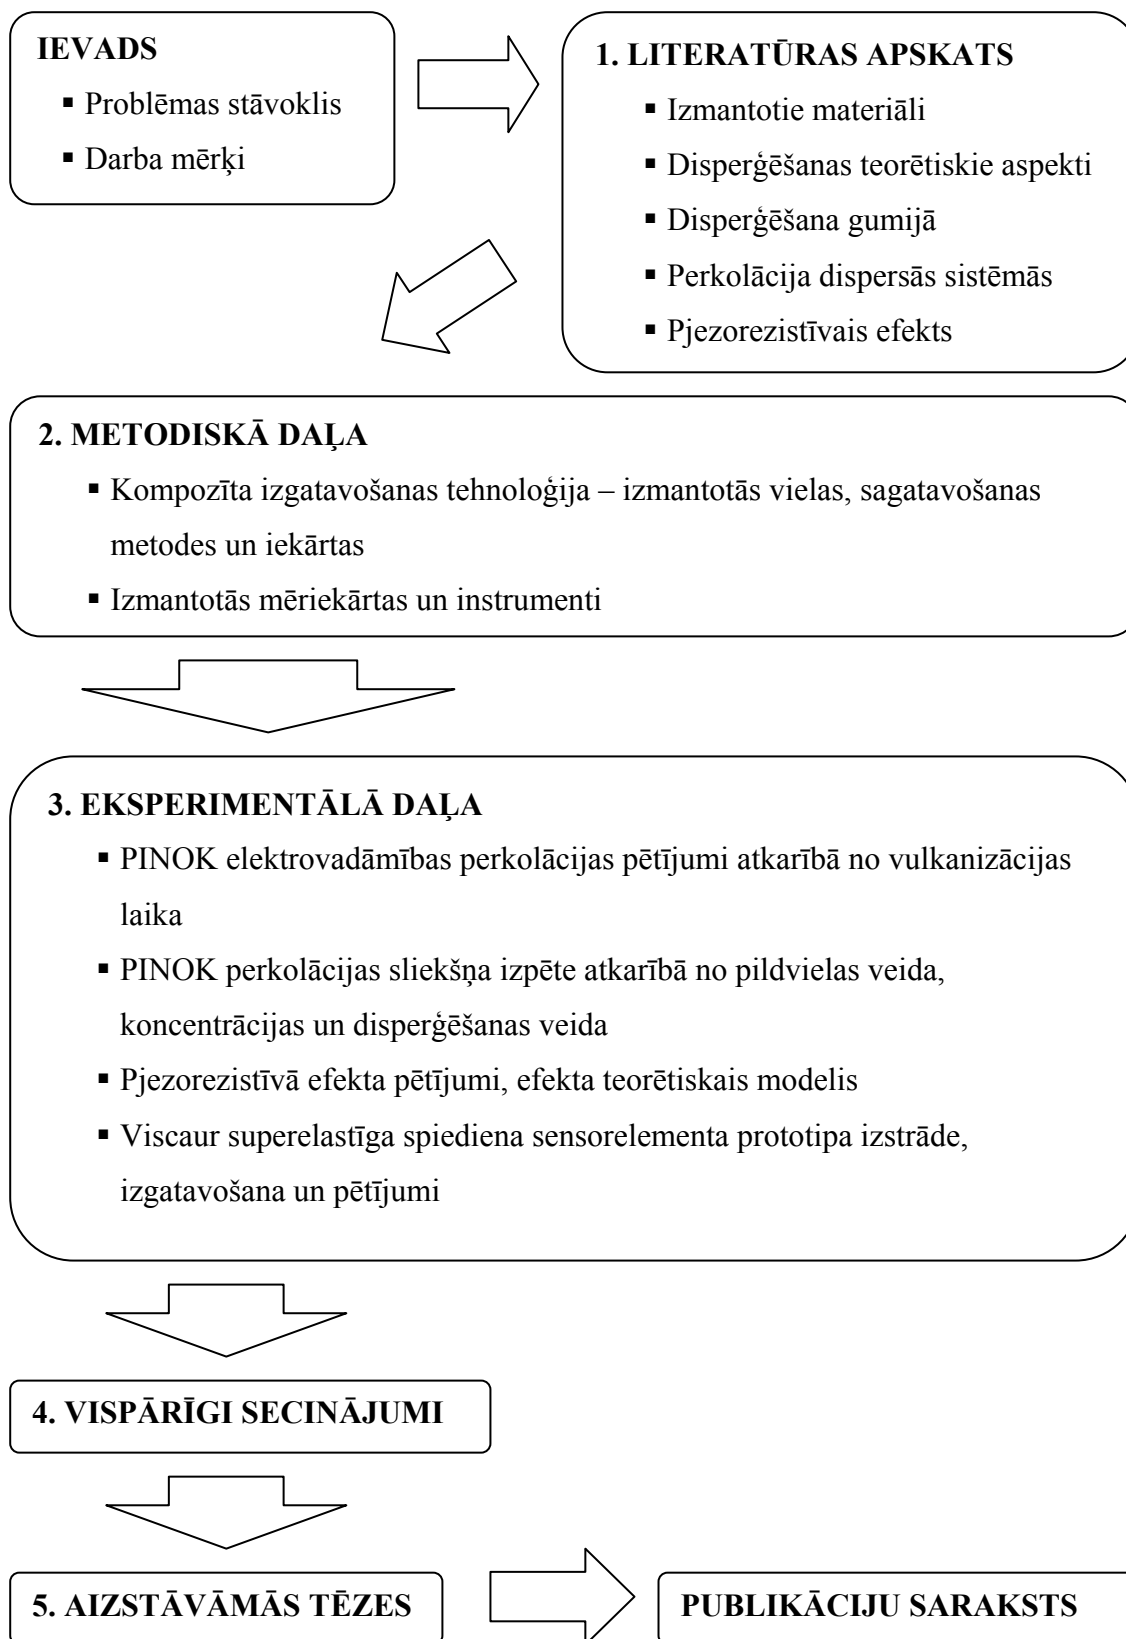 IEVADS
▪ Problēmas stāvoklis
▪ Darba mērķi
1. LITERATŪRAS APSKATS
▪ Izmantotie materiāli
▪ Disperģēšanas teorētiskie aspekti
▪ Disperģēšana gumijā
▪ Perkolācija dispersās sistēmās
▪ Pjezorezistīvais efekts
2. METODISKĀ DAĻA
▪ Kompozīta izgatavošanas tehnoloģija – izmantotās vielas, sagatavošanas
metodes un iekārtas
▪ Izmantotās mēriekārtas un instrumenti
3. EKSPERIMENTĀLĀ DAĻA
▪ PINOK elektrovadāmības perkolācijas pētījumi atkarībā no vulkanizācijas
laika
▪ PINOK perkolācijas sliekšņa izpēte atkarībā no pildvielas veida,
koncentrācijas un disperģēšanas veida
▪ Pjezorezistīvā efekta pētījumi, efekta teorētiskais modelis
▪ Viscaur superelastīga spiediena sensorelementa prototipa izstrāde,
izgatavošana un pētījumi
4. VISPĀRĪGI SECINĀJUMI
5. AIZSTĀVĀMĀS TĒZES
PUBLIKĀCIJU SARAKSTS